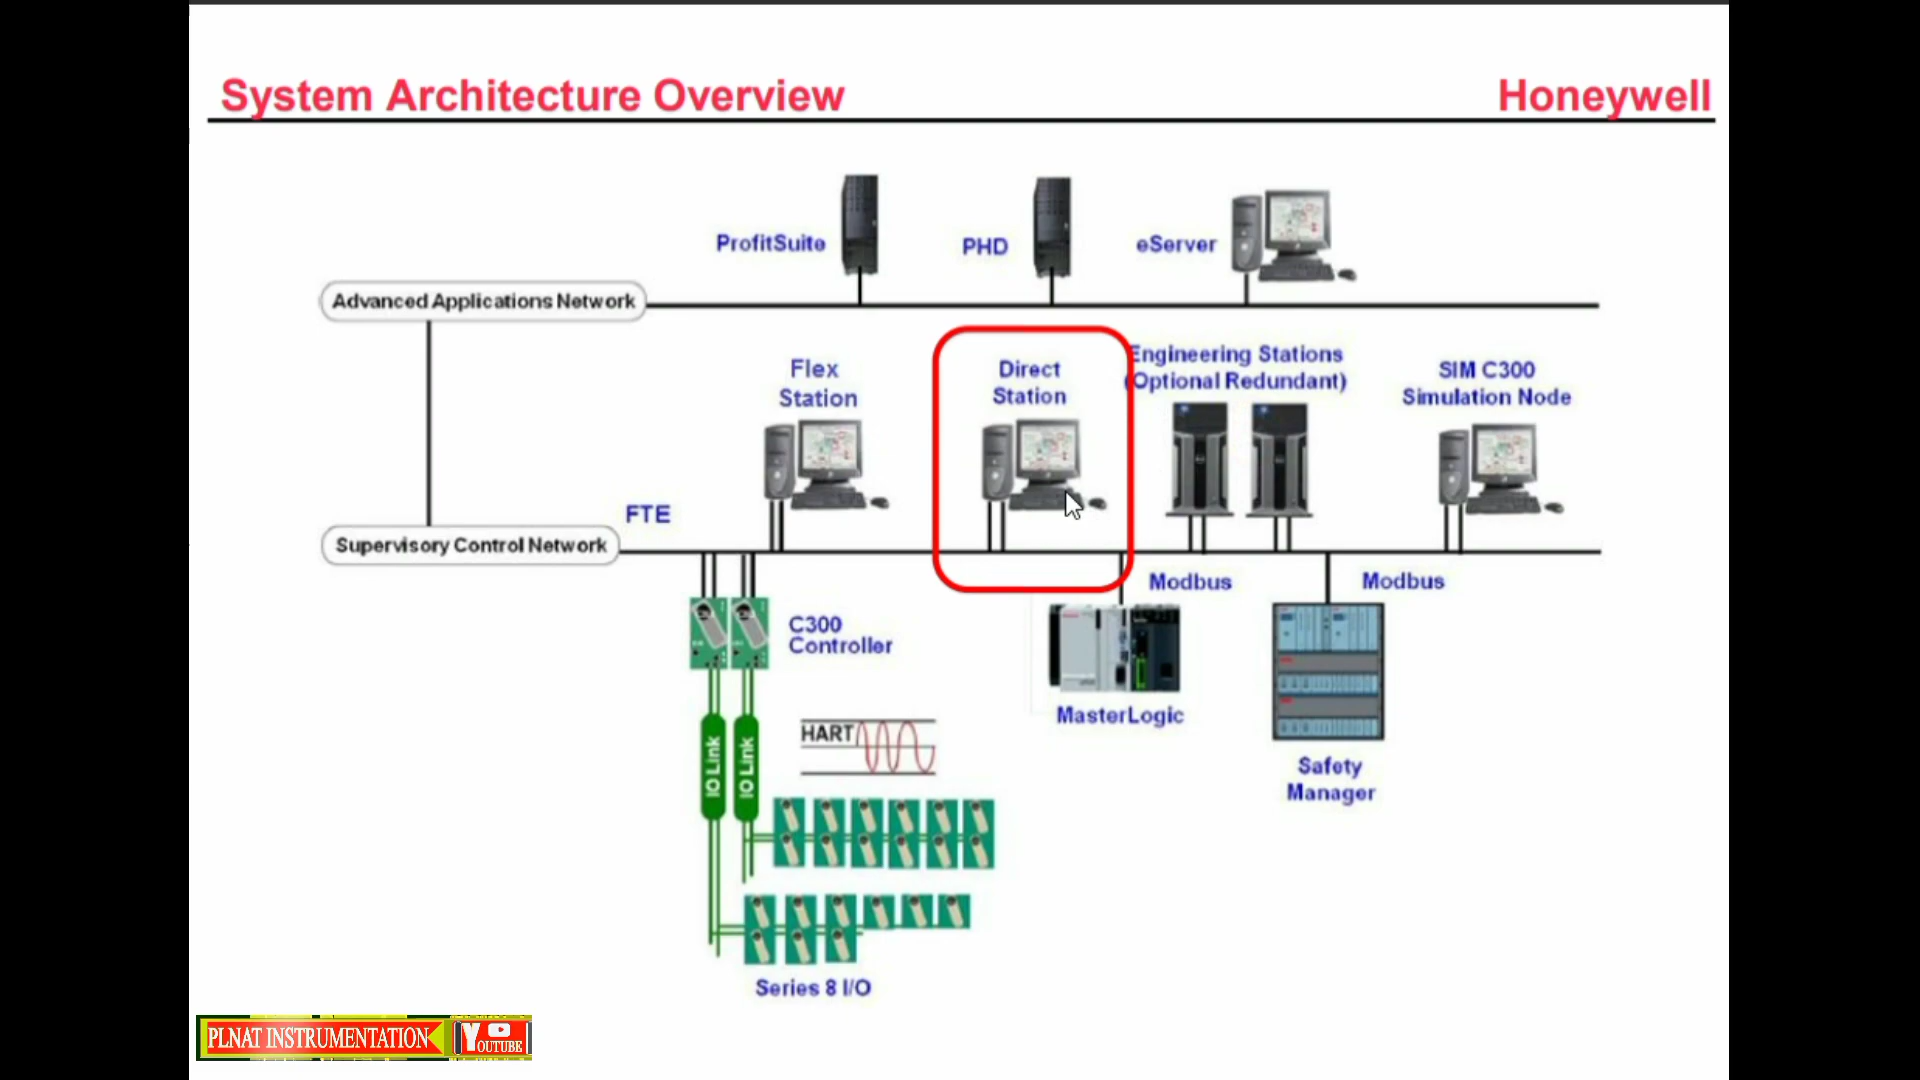 System Architecture Overview
Honeywell
ProfitSuite
PHD
eServer
Advanced Applications Network
Flex
Station
Direct
Station
Engineering Stations
(Optional Redundant)
SIM C300
Simulation Node
FTE
Supervisory Control Network
Modbus
Modbus
C300
Controller
MasterLogic
HART
IO Link
IO Link
Safety
Manager
Series 8 I/O
PLNAT INSTRUMENTATION
YOUTUBE